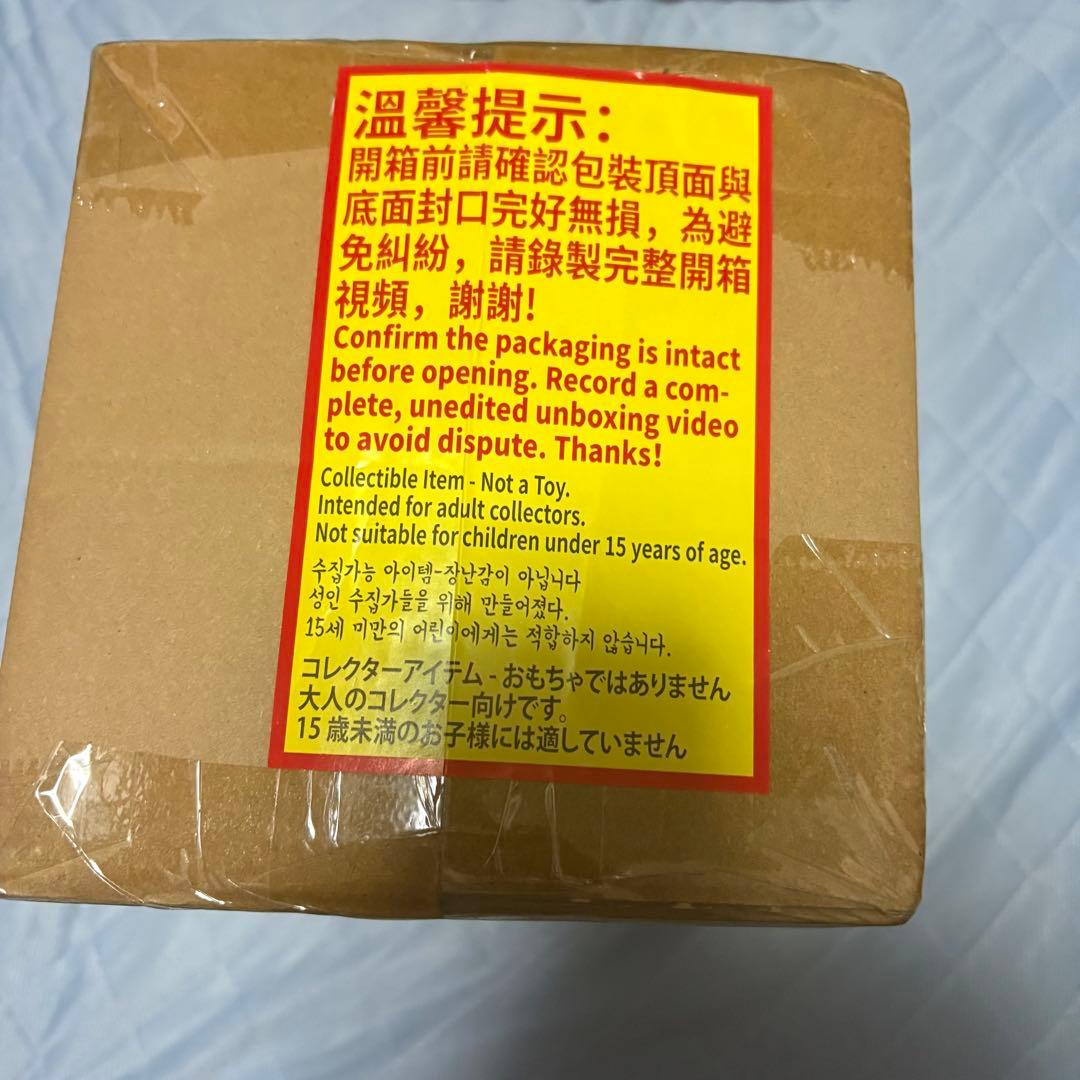 溫馨提示：
開箱前請確認包裝頂面與
底面封口完好無損，為避
免糾紛，請錄製完整開箱
視頻，謝謝!
Confirm the packaging is intact
before opening. Record a com-
plete, unedited unboxing video
to avoid dispute. Thanks!
Collectible Item - Not a Toy.
Intended for adult collectors.
Not suitable for children under 15 years of age.
수집가능 아이템-장난감이 아닙니다
성인 수집가들을 위해 만들어졌다.
15세 미만의 어린이에게는 적합하지 않습니다.
コレクターアイテム - おもちゃではありません
大人のコレクター向けです。
15 歳未満のお子様には適していません